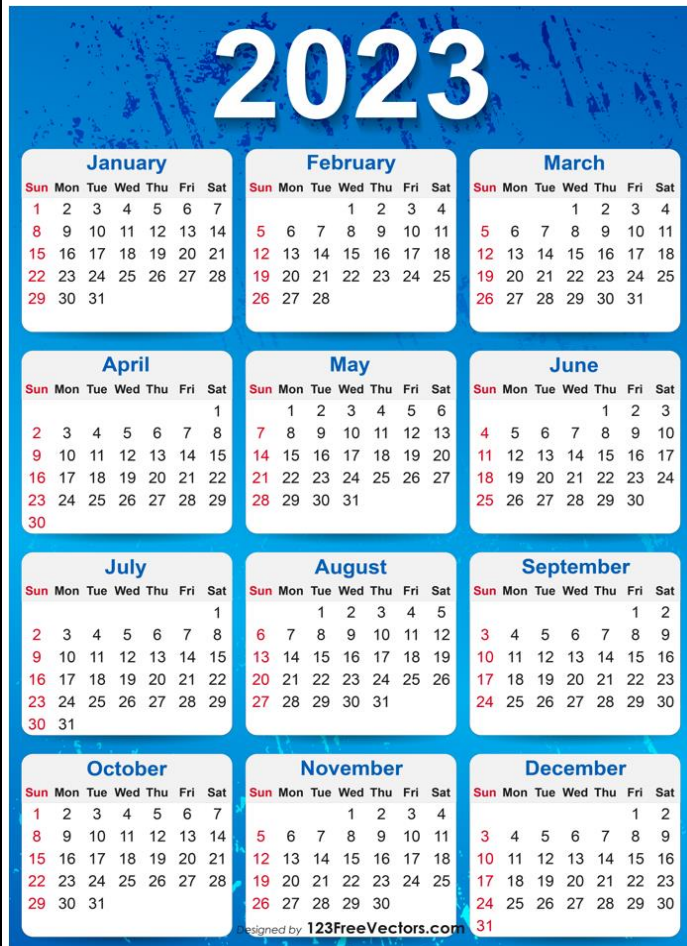 2023
January
Sun Mon Tue Wed Thu Fri Sat
1 2 3 4 5 6 7
8 9 10 11 12 13 14
15 16 17 18 19 20 21
22 23 24 25 26 27 28
29 30 31
February
Sun Mon Tue Wed Thu Fri Sat
1 2 3 4
5 6 7 8 9 10 11
12 13 14 15 16 17 18
19 20 21 22 23 24 25
26 27 28
March
Sun Mon Tue Wed Thu Fri Sat
1 2 3 4
5 6 7 8 9 10 11
12 13 14 15 16 17 18
19 20 21 22 23 24 25
26 27 28 29 30 31
April
Sun Mon Tue Wed Thu Fri Sat
1
2 3 4 5 6 7 8
9 10 11 12 13 14 15
16 17 18 19 20 21 22
23 24 25 26 27 28 29
30
May
Sun Mon Tue Wed Thu Fri Sat
1 2 3 4 5 6
7 8 9 10 11 12 13
14 15 16 17 18 19 20
21 22 23 24 25 26 27
28 29 30 31
June
Sun Mon Tue Wed Thu Fri Sat
1 2 3
4 5 6 7 8 9 10
11 12 13 14 15 16 17
18 19 20 21 22 23 24
25 26 27 28 29 30
July
Sun Mon Tue Wed Thu Fri Sat
1
2 3 4 5 6 7 8
9 10 11 12 13 14 15
16 17 18 19 20 21 22
23 24 25 26 27 28 29
30 31
August
Sun Mon Tue Wed Thu Fri Sat
1 2 3 4 5
6 7 8 9 10 11 12
13 14 15 16 17 18 19
20 21 22 23 24 25 26
27 28 29 30 31
September
Sun Mon Tue Wed Thu Fri Sat
1 2
3 4 5 6 7 8 9
10 11 12 13 14 15 16
17 18 19 20 21 22 23
24 25 26 27 28 29 30
October
Sun Mon Tue Wed Thu Fri Sat
1 2 3 4 5 6 7
8 9 10 11 12 13 14
15 16 17 18 19 20 21
22 23 24 25 26 27 28
29 30 31
November
Sun Mon Tue Wed Thu Fri Sat
1 2 3 4
5 6 7 8 9 10 11
12 13 14 15 16 17 18
19 20 21 22 23 24 25
26 27 28 29 30
December
Sun Mon Tue Wed Thu Fri Sat
1 2
3 4 5 6 7 8 9
10 11 12 13 14 15 16
17 18 19 20 21 22 23
24 25 26 27 28 29 30
31
Designed by 123FreeVectors.com